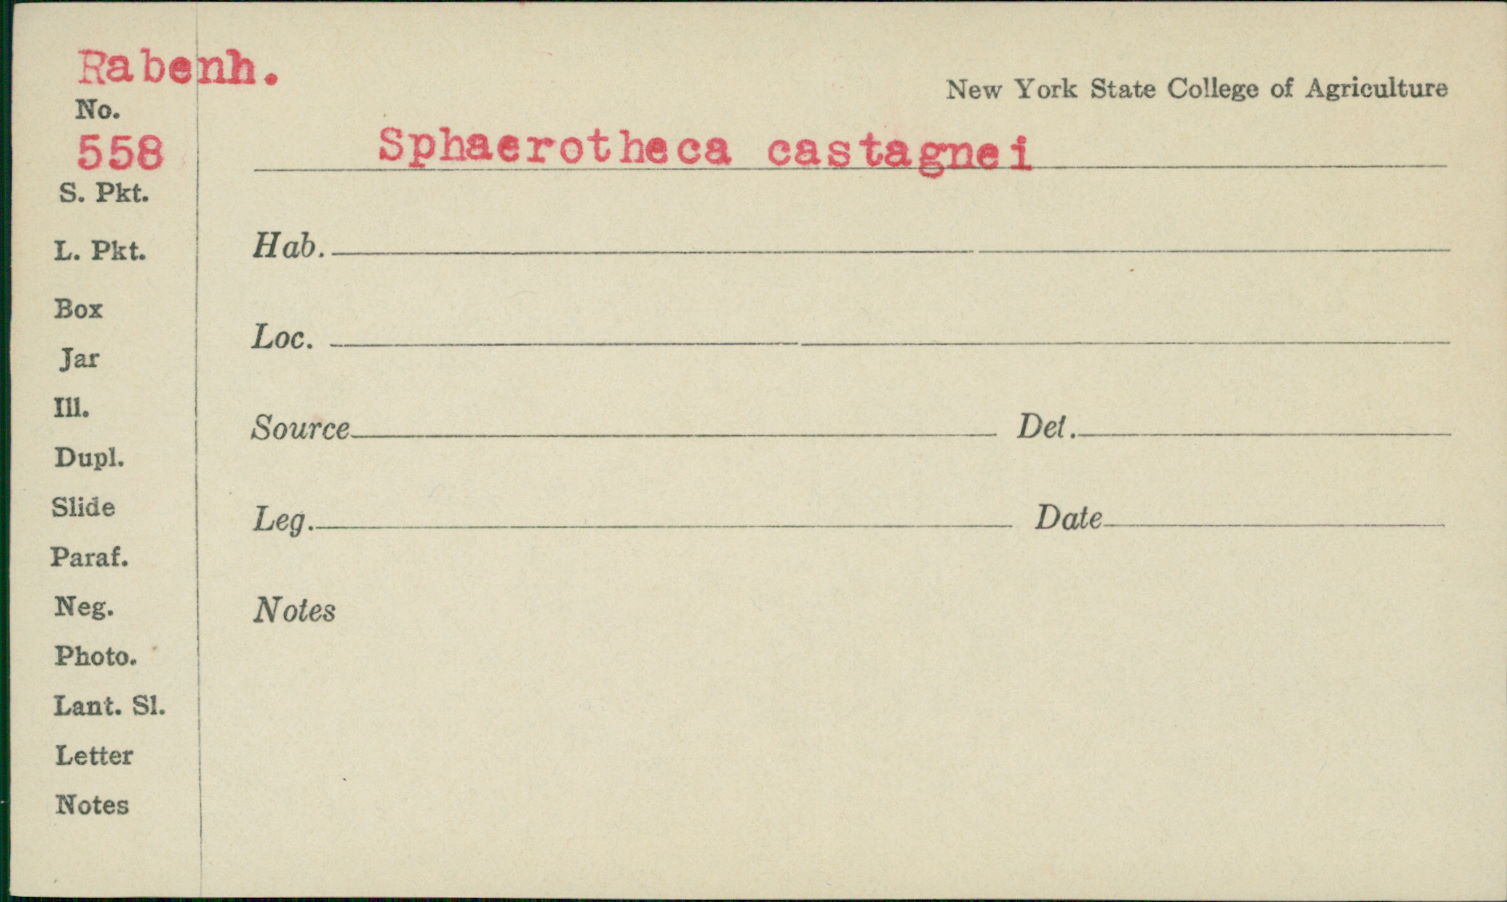 Rabenh.
New York State College of Agriculture
No.
558
Sphaerotheca castagnei
S. Pkt.
L. Pkt.
Hab.
Box
Loc.
Jar
Ill.
Source
Det.
Dupl.
Slide
Leg.
Date
Paraf.
Neg.
Notes
Photo.
Lant. Sl.
Letter
Notes